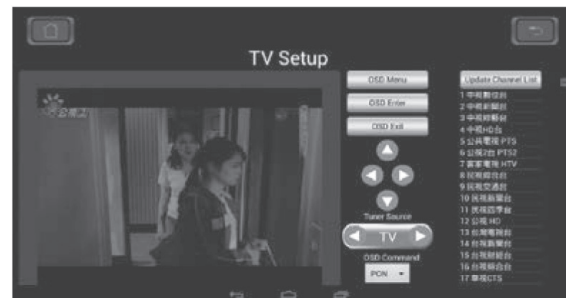 TV Setup
OSD Menu
OSD Enter
OSD Exit
Tuner Source
TV
OSD Command
PCN
Update Channel List
1 中視數位台
2 中視新聞台
3 中視綜藝台
4 中視HD台
5 公共電視 PTS
6 公視2台 PTS2
7 客家電視 HTV
8 民視綜合台
9 民視交通台
10 民視新聞台
11 民視四季台
12 公視 HD
13 台灣電視台
14 台視新聞台
15 台視財經台
16 台視綜合台
17 華視CTS